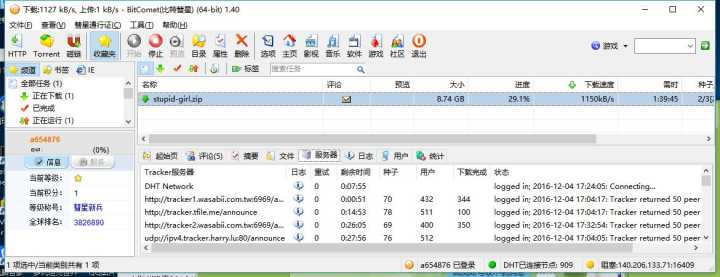 下载:1127 kB/s, 上传:1 kB/s - BitComet(比特彗星) (64-bit) 1.40
文件(F) 查看(V) 彗星通行证(C) 工具(T) 帮助(H)
HTTP Torrent 磁链 收藏夹 开始 停止 预览 目录 属性 删除 选项 主页 影视 音乐 软件 游戏 社区 退出 游戏
频道 书签 IE 标签 搜索任务...
全部任务 (1)
正在下载 (1)
已完成
正在运行 (1)
名称 评论 预览 大小 进度 下载速度 需时 种子
stupid-girl.zip 8.74 GB 29.1% 1150kB/s 1:39:45 2/3[
a654876
(0%)
信息 服务
当前等级:
当前积分: 1
等级称号: 彗星新兵
全球排名: 3826890
起始页 评论(5) 摘要 文件 服务器 日志 用户 统计
Tracker服务器 日志 重试 剩余时间 种子 用户 下载完成 状态
DHT Network 0 0:07:55 logged in; 2016-12-04 17:24:05: Connecting...
http://tracker1.wasabii.com.tw:6969/a... 0 0:00:51 70 432 344 logged in; 2016-12-04 17:04:17: Tracker returned 50 peer
http://tracker.tfile.me/announce 0 0:14:53 78 511 100 logged in; 2016-12-04 17:04:18: Tracker returned 50 peer
http://tracker2.wasabii.com.tw:6969/a... 0 0:26:05 69 400 350 logged in; 2016-12-04 17:32:54: Tracker returned 50 peer
udp://ipv4.tracker.harry.lu:80/announce 0 0:27:56 76 512 logged in; 2016-12-04 17:04:05: Tracker returned 50 peer
1 项选中/当前类别共有 1 项 a654876 已登录 DHT已连接节点: 909 阻塞:140.206.133.71:16409